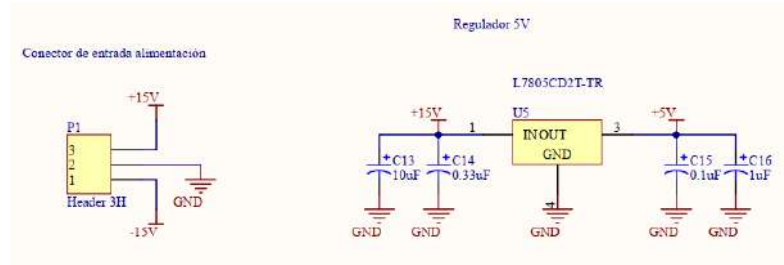 Regulador 5V
Conector de entrada alimentación
L7805CD2T-TR
+15V
P1
3
2
1
Header 3H
GND
-15V
+15V
U5
+5V
1
IN OUT
3
GND
4
+
C13
10uF
+
C14
0.33uF
+
C15
0.1uF
+
C16
1uF
GND
GND
GND
GND
GND